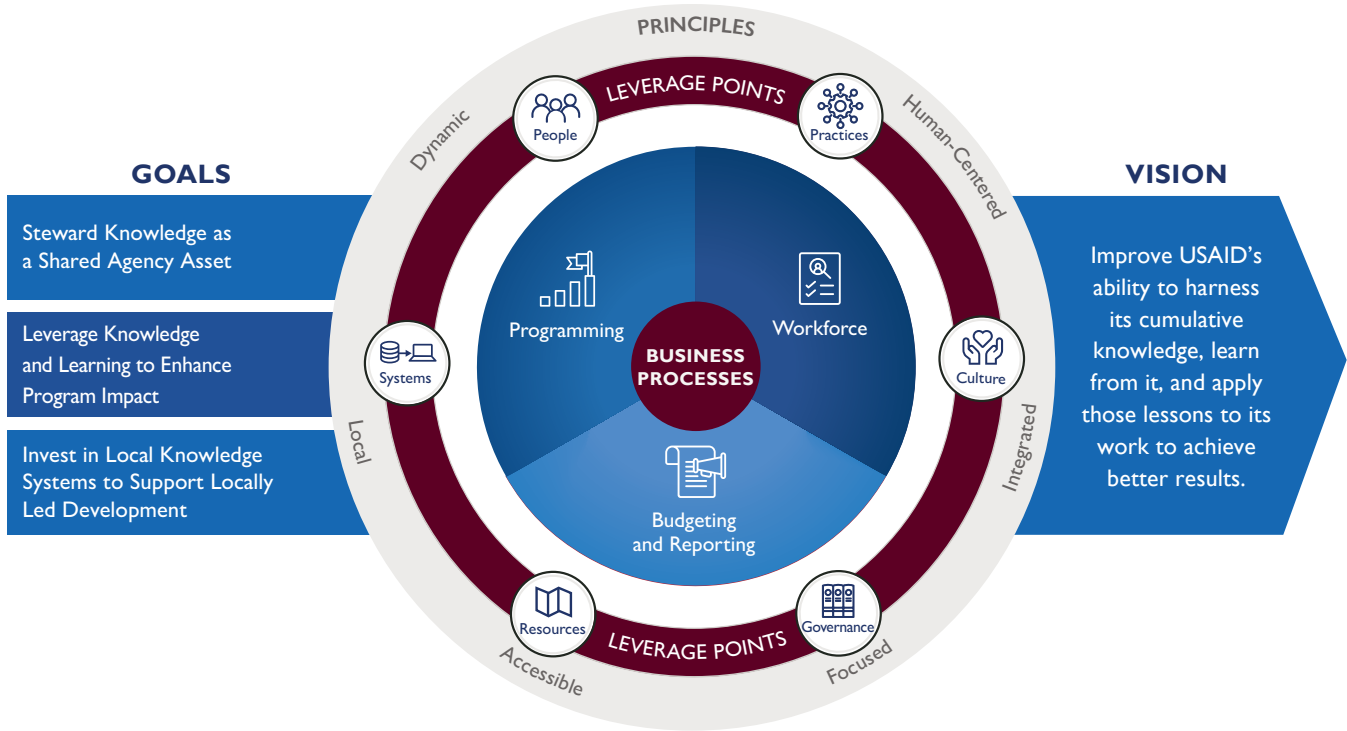 PRINCIPLES
LEVERAGE POINTS
People
Practices
Dynamic
Human-Centered
GOALS
Steward Knowledge as
a Shared Agency Asset
Leverage Knowledge
and Learning to Enhance
Program Impact
Invest in Local Knowledge
Systems to Support Locally
Led Development
Systems
Local
Programming
Workforce
BUSINESS
PROCESSES
Budgeting
and Reporting
Culture
Integrated
VISION
Improve USAID's
ability to harness
its cumulative
knowledge, learn
from it, and apply
those lessons to its
work to achieve
better results.
Resources
Governance
LEVERAGE POINTS
Accessible
Focused